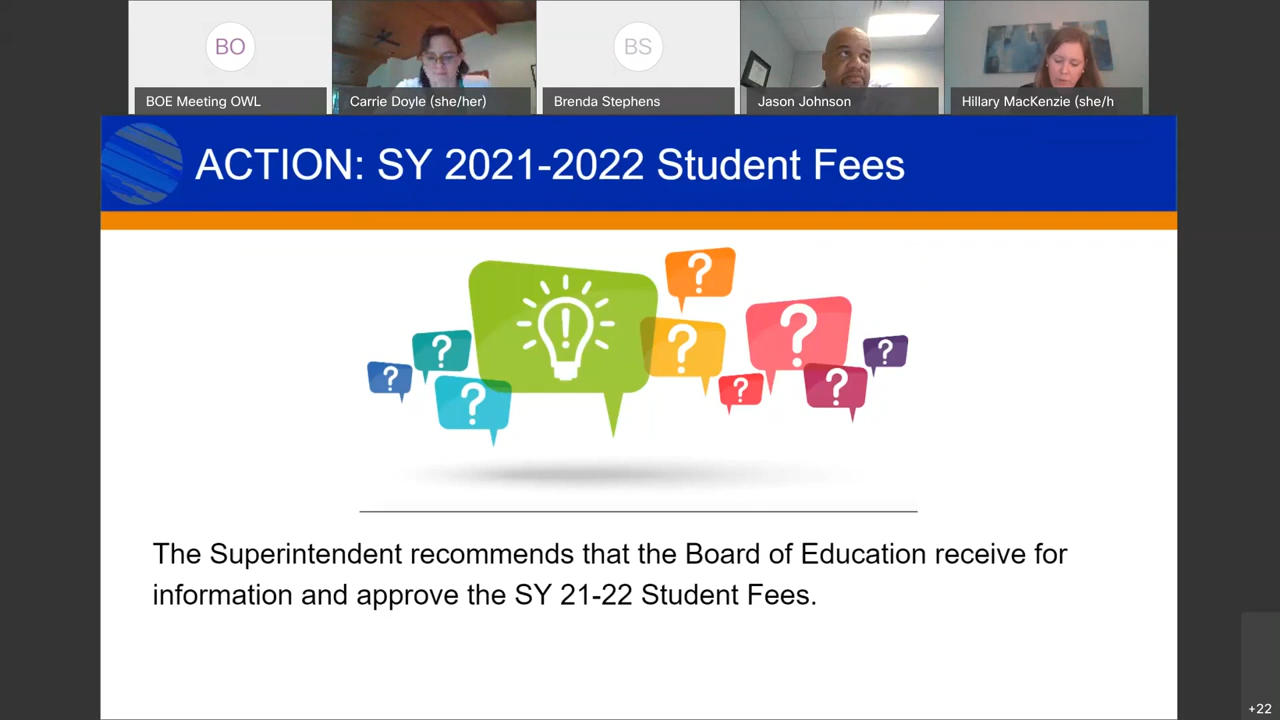 BO
BS
BOE Meeting OWL
Carrie Doyle (she/her)
Brenda Stephens
Jason Johnson
Hillary MacKenzie (she/h
ACTION: SY 2021-2022 Student Fees
?
!
?
?
?
?
?
?
?
?
?
The Superintendent recommends that the Board of Education receive for
information and approve the SY 21-22 Student Fees.
+22